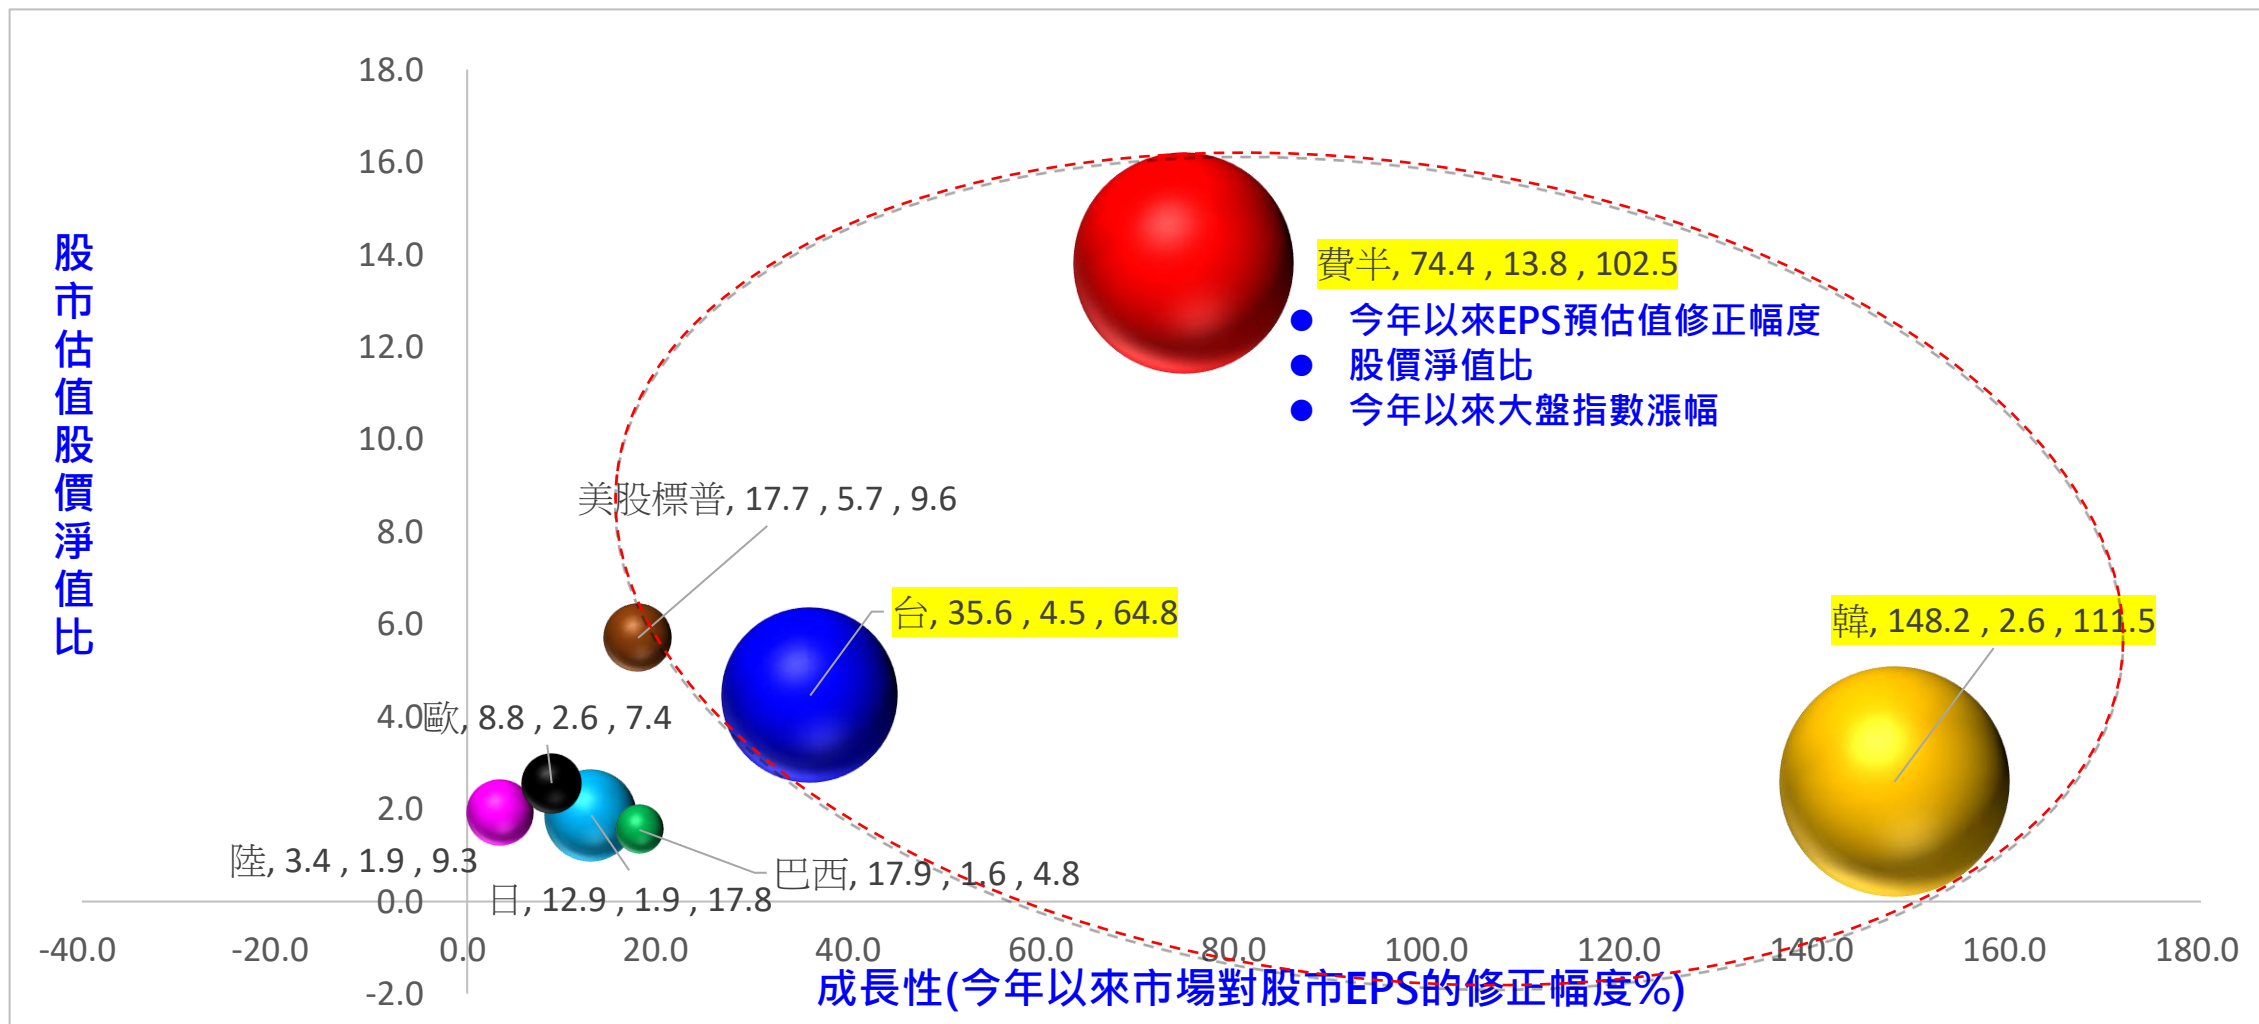 股市估值股價淨值比
18.0
16.0
14.0
12.0
10.0
8.0
6.0
4.0
2.0
0.0
-2.0
費半, 74.4 , 13.8 , 102.5
● 今年以來EPS預估值修正幅度
● 股價淨值比
● 今年以來大盤指數漲幅
美股標普, 17.7 , 5.7 , 9.6
台, 35.6 , 4.5 , 64.8
韓, 148.2 , 2.6 , 111.5
歐, 8.8 , 2.6 , 7.4
陸, 3.4 , 1.9 , 9.3
巴西, 17.9 , 1.6 , 4.8
日, 12.9 , 1.9 , 17.8
-40.0 -20.0 0.0 20.0 40.0 60.0 80.0 100.0 120.0 140.0 160.0 180.0
成長性(今年以來市場對股市EPS的修正幅度%)